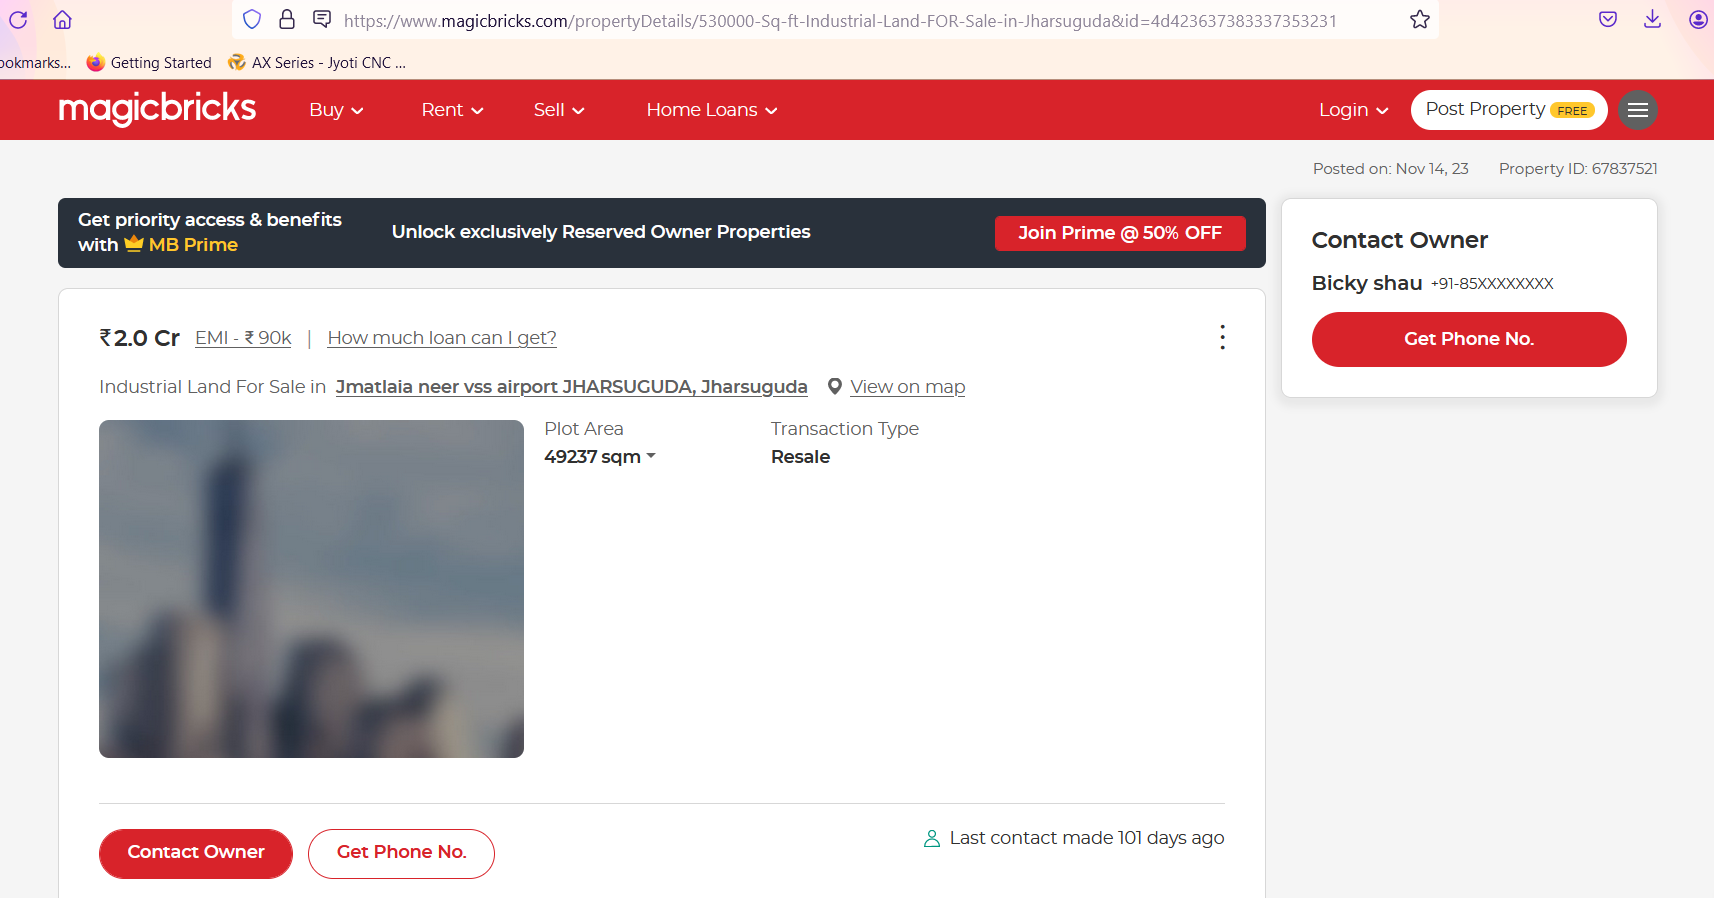 https://www.magicbricks.com/propertyDetails/530000-Sq-ft-Industrial-Land-FOR-Sale-in-Jharsuguda&id=4d423637383337353231
ookmarks... Getting Started AX Series - Jyoti CNC ...
magicbricks Buy Rent Sell Home Loans Login Post Property FREE
Posted on: Nov 14, 23 Property ID: 67837521
Get priority access & benefits
with MB Prime
Unlock exclusively Reserved Owner Properties
Join Prime @ 50% OFF
Contact Owner
Bicky shau +91-85XXXXXXXX
Get Phone No.
₹2.0 Cr EMI - ₹ 90k | How much loan can I get?
Industrial Land For Sale in Jmatlaia neer vss airport JHARSUGUDA, Jharsuguda View on map
Plot Area Transaction Type
49237 sqm Resale
Contact Owner Get Phone No. Last contact made 101 days ago